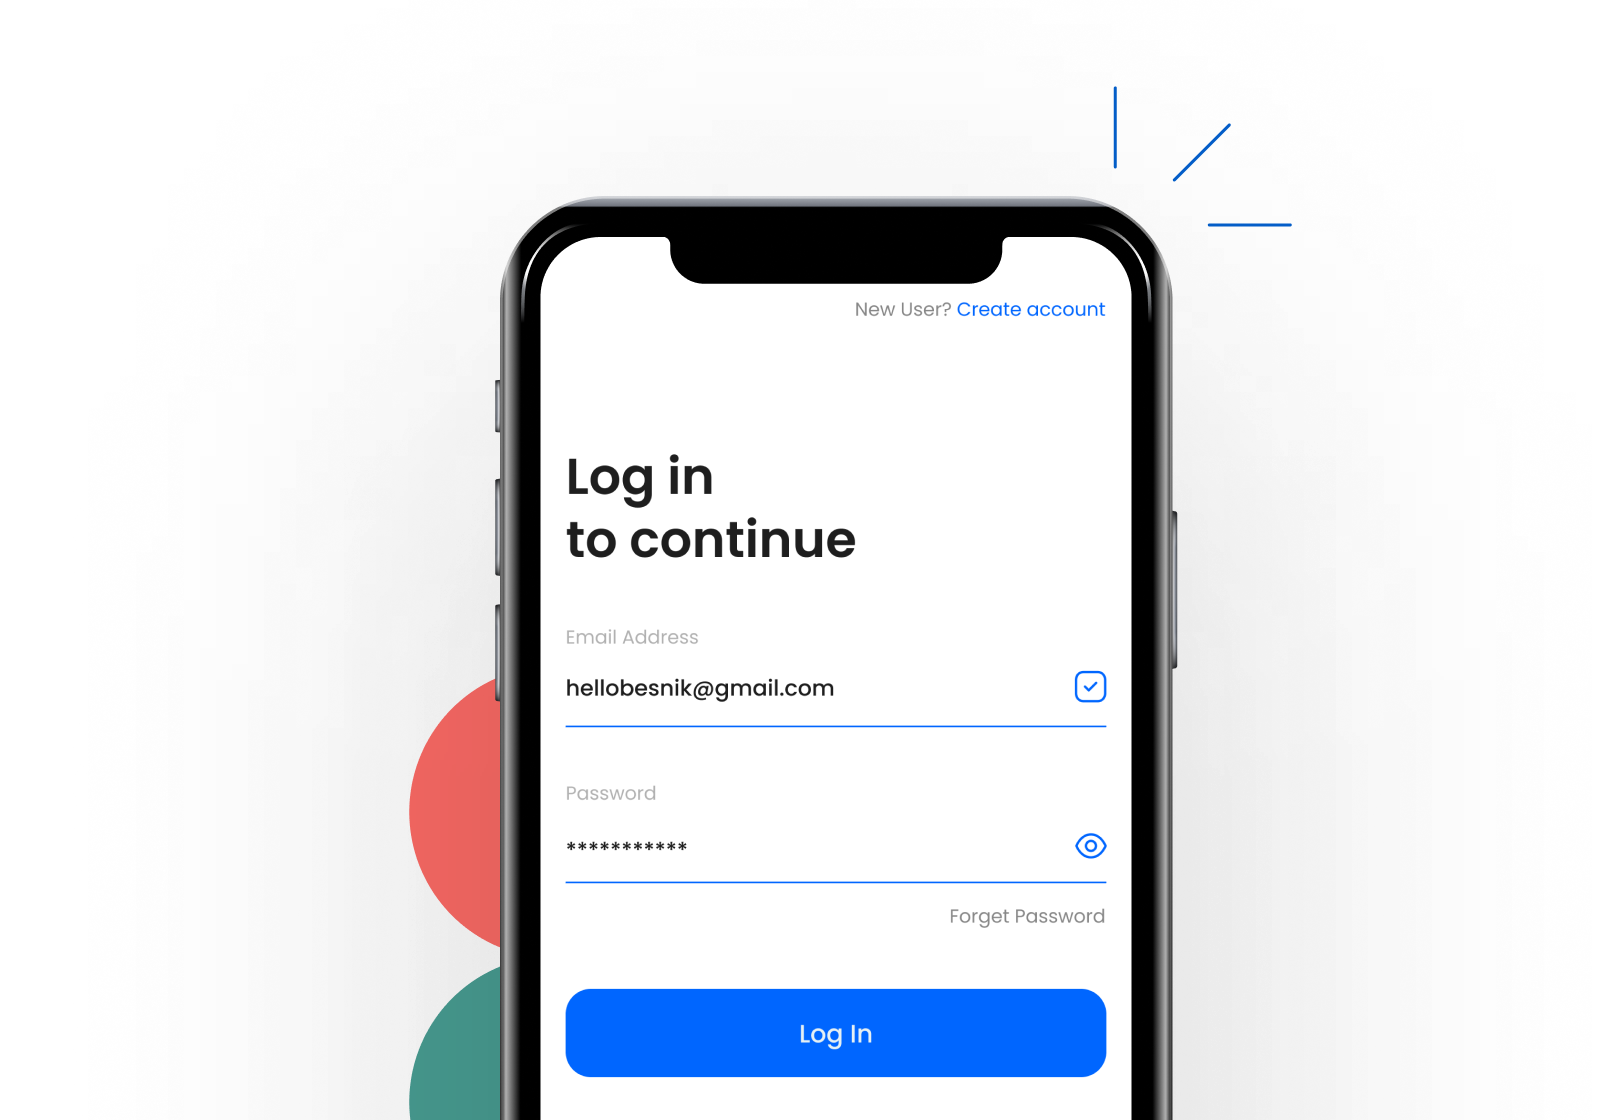 New User? Create account
Log in
to continue
Email Address
hellobesnik@gmail.com
Password
***********
Forget Password
Log In